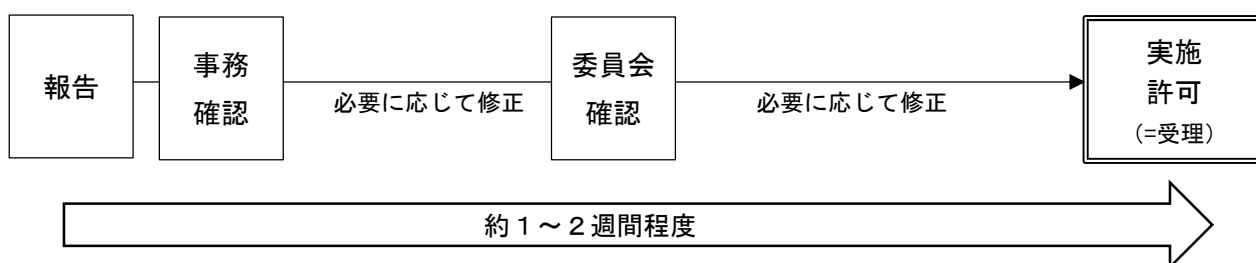 報告
事務
確認
必要に応じて修正
委員会
確認
必要に応じて修正
実施
許可
(=受理)
約１～２週間程度